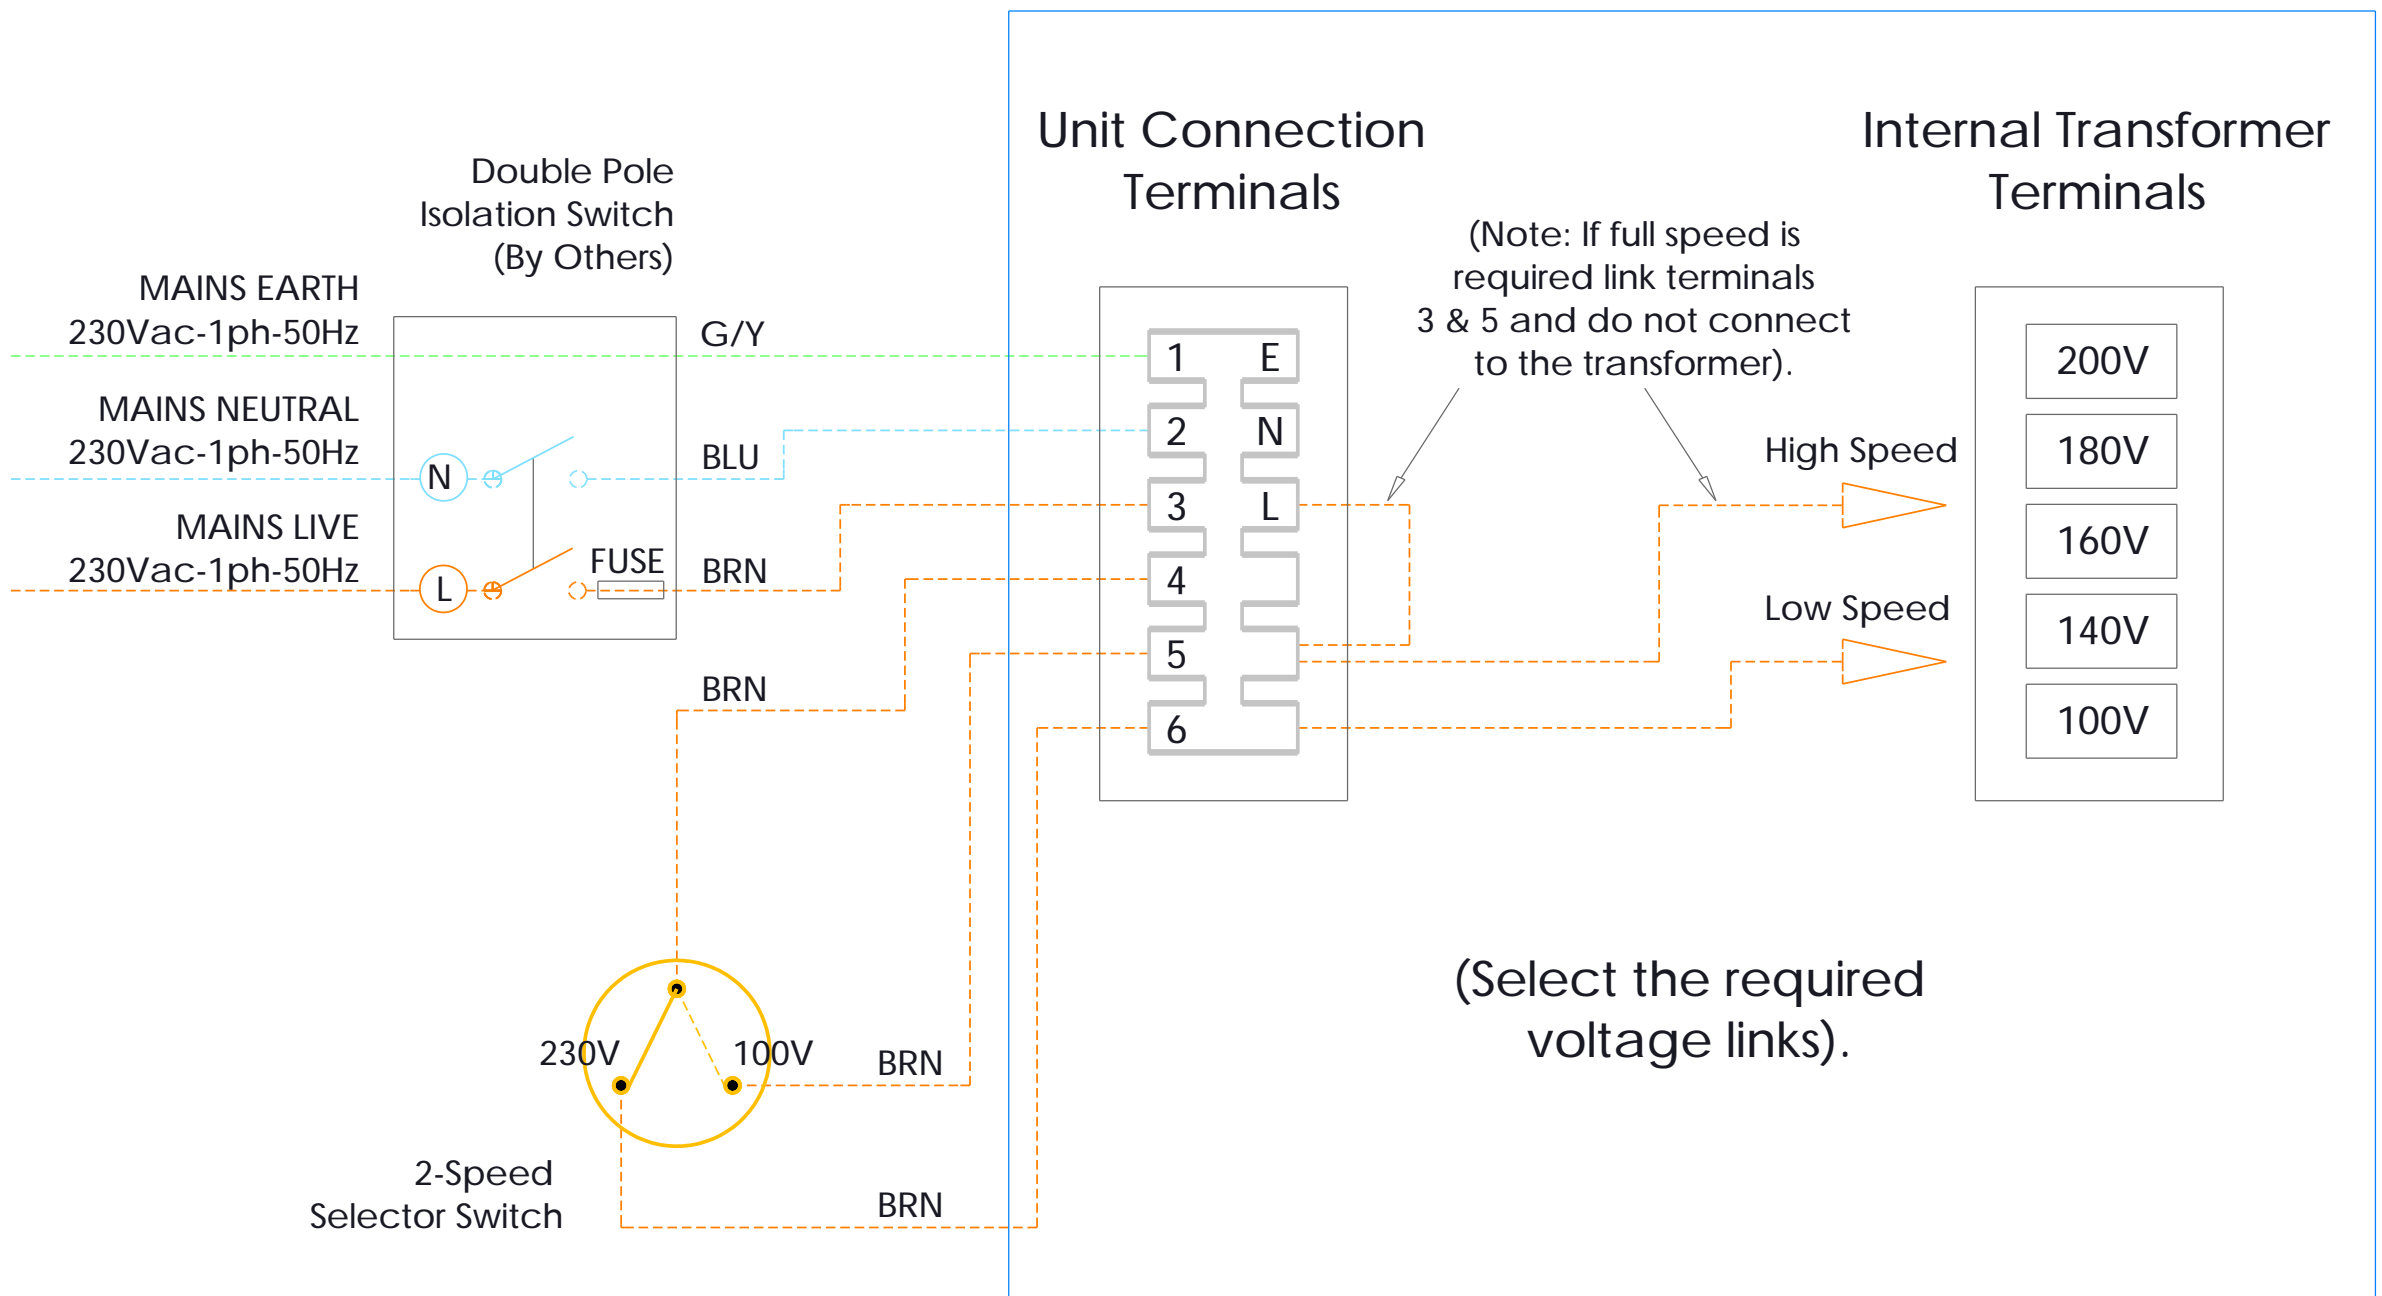 Unit Connection
Terminals
Internal Transformer
Terminals
Double Pole
Isolation Switch
(By Others)
(Note: If full speed is
required link terminals
3 & 5 and do not connect
to the transformer).
MAINS EARTH
230Vac-1ph-50Hz
G/Y
MAINS NEUTRAL
230Vac-1ph-50Hz
N
BLU
MAINS LIVE
230Vac-1ph-50Hz
L
FUSE
BRN
BRN
1 E
2 N
3 L
4
5
6
High Speed
Low Speed
200V
180V
160V
140V
100V
230V
100V
BRN
BRN
2-Speed
Selector Switch
(Select the required
voltage links).